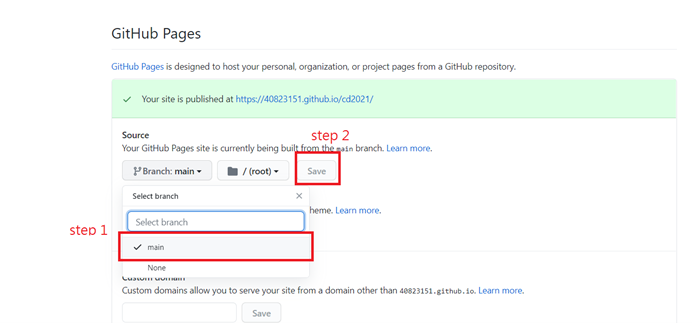 GitHub Pages
GitHub Pages is designed to host your personal, organization, or project pages from a GitHub repository.
Your site is published at https://40823151.github.io/cd2021/
step 2
Source
Your GitHub Pages site is currently being built from the main branch. Learn more.
Branch: main
/ (root)
Save
Select branch
heme. Learn more.
Select branch
step 1
main
None
Custom domain
Custom domains allow you to serve your site from a domain other than 40823151.github.io. Learn more.
Save